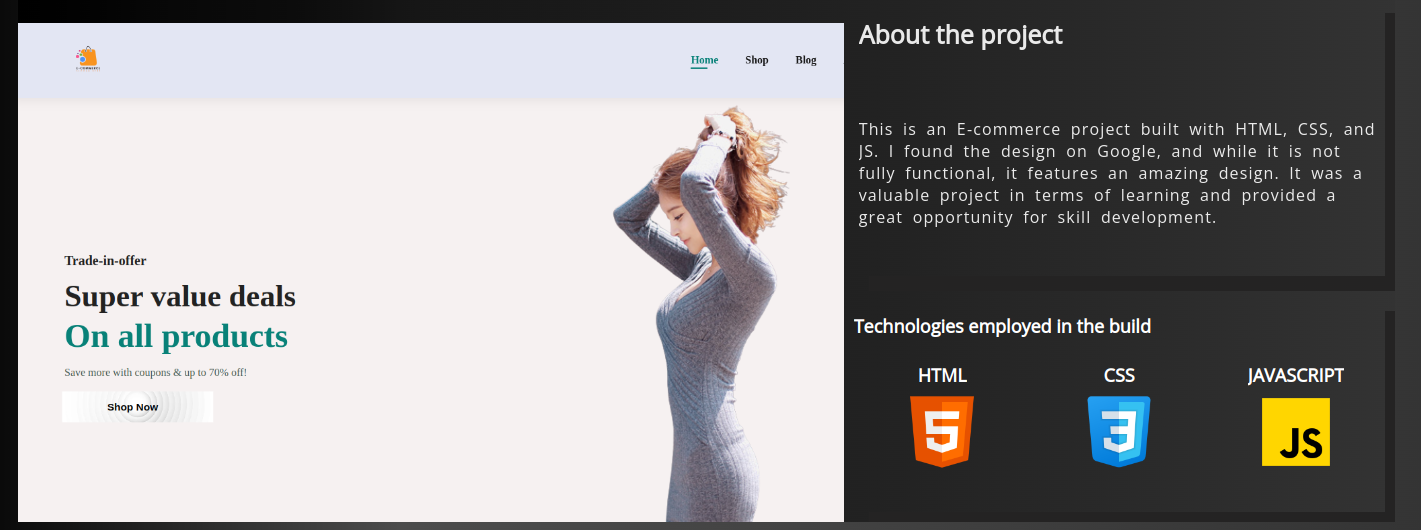 E-COMMERCE
Home Shop Blog
Trade-in-offer
Super value deals
On all products
Save more with coupons & up to 70% off!
Shop Now
About the project
This is an E-commerce project built with HTML, CSS, and
JS. I found the design on Google, and while it is not
fully functional, it features an amazing design. It was a
valuable project in terms of learning and provided a
great opportunity for skill development.
Technologies employed in the build
HTML CSS JAVASCRIPT
5 3 JS